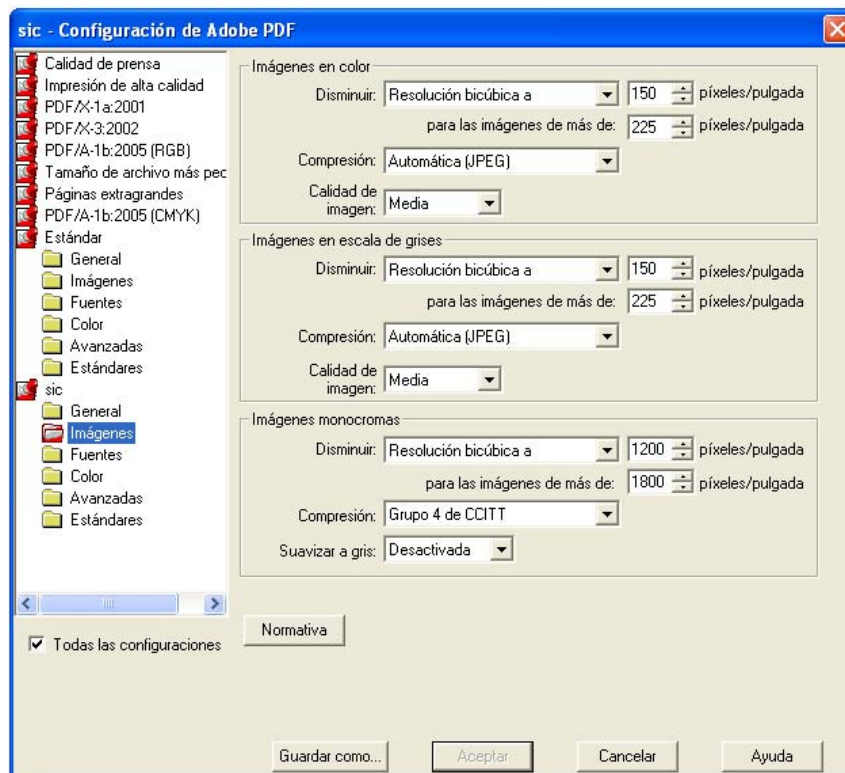 sic - Configuración de Adobe PDF
Calidad de prensa
Impresión de alta calidad
PDF/X-1a:2001
PDF/X-3:2002
PDF/A-1b:2005 (RGB)
Tamaño de archivo más pec
Páginas extragrandes
PDF/A-1b:2005 (CMYK)
Estándar
General
Imágenes
Fuentes
Color
Avanzadas
Estándares
sic
General
Imágenes
Fuentes
Color
Avanzadas
Estándares
Todas las configuraciones
Imágenes en color
Disminuir: Resolución bicúbica a 150 píxeles/pulgada
para las imágenes de más de: 225 píxeles/pulgada
Compresión: Automática (JPEG)
Calidad de
imagen: Media
Imágenes en escala de grises
Disminuir: Resolución bicúbica a 150 píxeles/pulgada
para las imágenes de más de: 225 píxeles/pulgada
Compresión: Automática (JPEG)
Calidad de
imagen: Media
Imágenes monocromas
Disminuir: Resolución bicúbica a 1200 píxeles/pulgada
para las imágenes de más de: 1800 píxeles/pulgada
Compresión: Grupo 4 de CCITT
Suavizar a gris: Desactivada
Normativa
Guardar como... Aceptar Cancelar Ayuda